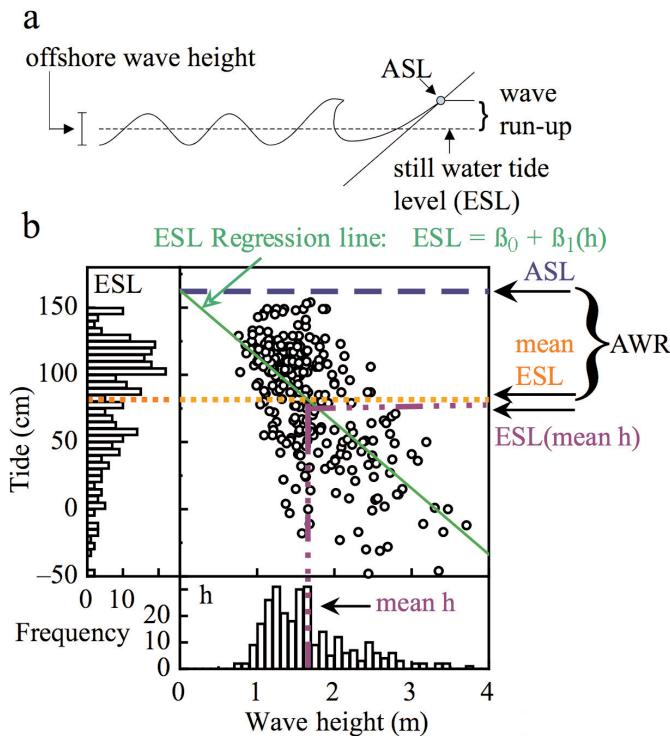 a
offshore wave height
ASL
wave
run-up
still water tide
level (ESL)
b
ESL Regression line: ESL = ß₀ + ß₁(h)
ESL
ASL
150
mean
ESL
AWR
100
50
ESL(mean h)
Tide (cm)
0
–50
0 10
h
mean h
Frequency
20
10
0
0 1 2 3 4
Wave height (m)